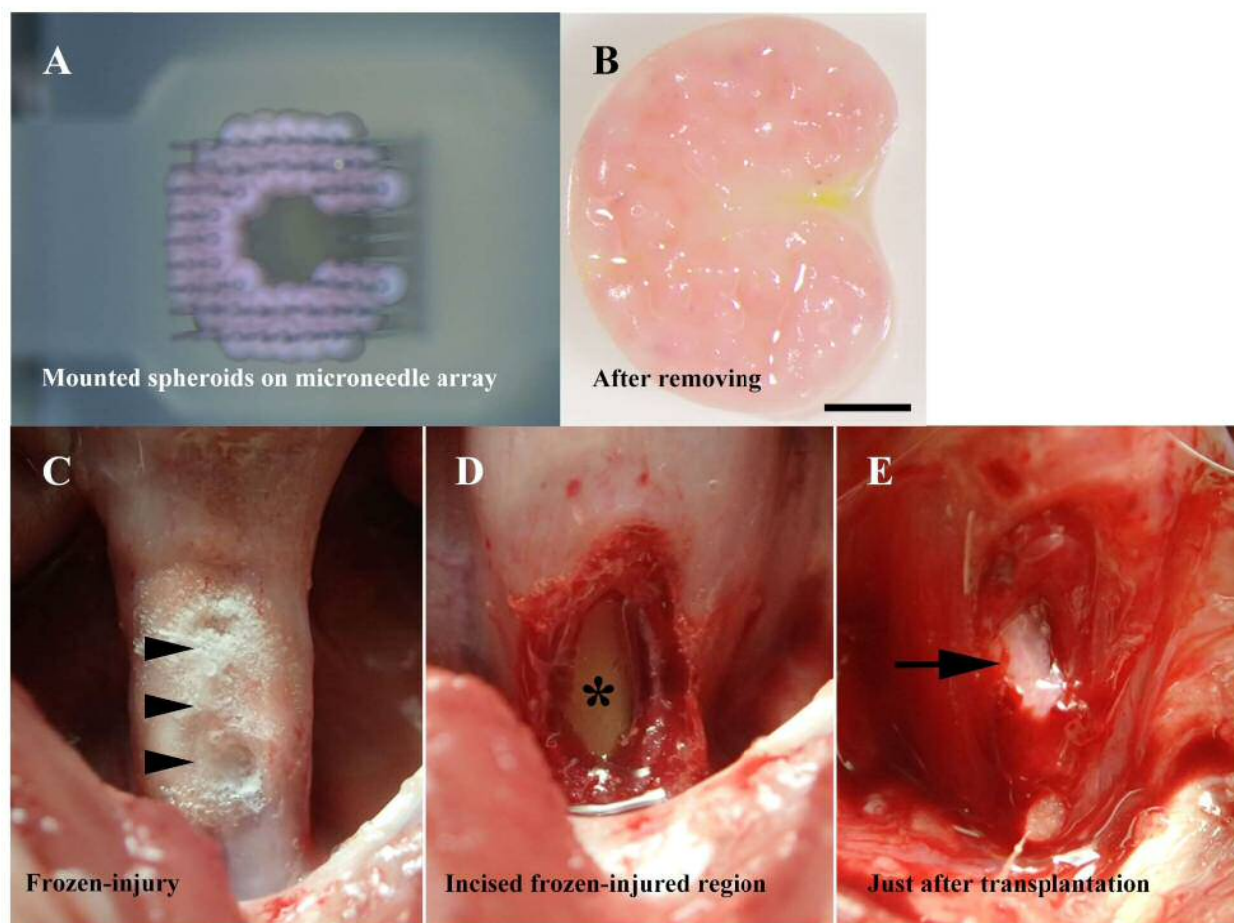 A
Mounted spheroids on microneedle array
B
After removing
C
Frozen-injury
D
Incised frozen-injured region
E
*
Just after transplantation